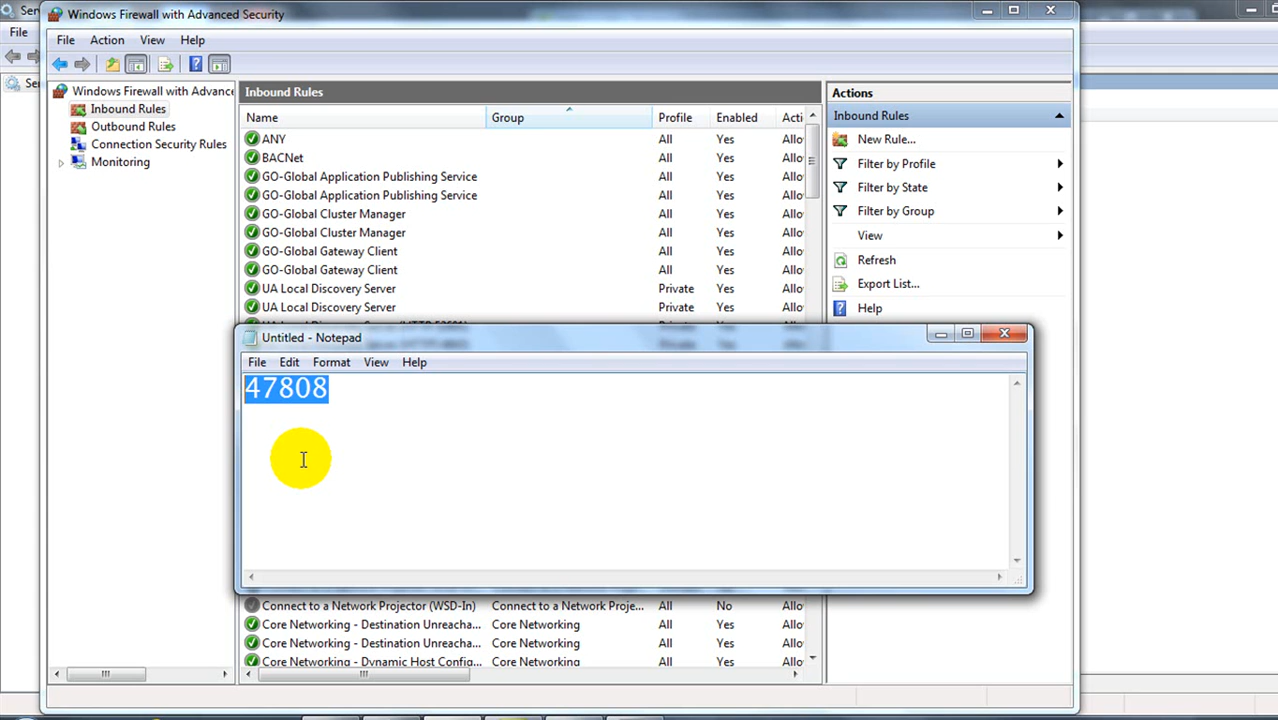 Ser
Windows Firewall with Advanced Security
File
File Action View Help
Ser
Windows Firewall with Advance
Inbound Rules
Outbound Rules
Connection Security Rules
Monitoring
Inbound Rules
Name Group Profile Enabled Acti
ANY All Yes Allo
BACNet All Yes Allo
GO-Global Application Publishing Service All Yes Allo
GO-Global Application Publishing Service All Yes Allo
GO-Global Cluster Manager All Yes Allo
GO-Global Cluster Manager All Yes Allo
GO-Global Gateway Client All Yes Allo
GO-Global Gateway Client All Yes Allo
UA Local Discovery Server Private Yes Allo
UA Local Discovery Server Private Yes Allo
Actions
Inbound Rules
New Rule...
Filter by Profile
Filter by State
Filter by Group
View
Refresh
Export List...
Help
Untitled - Notepad
File Edit Format View Help
47808
Connect to a Network Projector (WSD-In) Connect to a Network Proje... All No Allo
Core Networking - Destination Unreacha... Core Networking All Yes Allo
Core Networking - Destination Unreacha... Core Networking All Yes Allo
Core Networking - Dynamic Host Config... Core Networking All Yes Allo